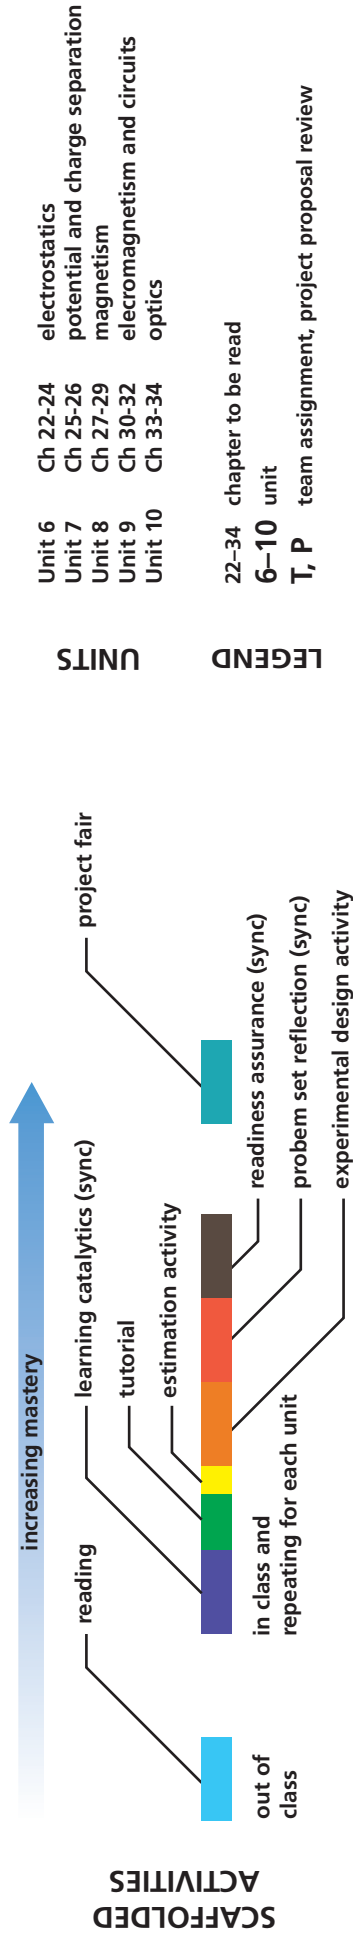 SCAFFOLDED
ACTIVITIES
increasing mastery
reading
learning catalytics (sync)
tutorial
estimation activity
project fair
out of
class
in class and
repeating for each unit
readiness assurance (sync)
probem set reflection (sync)
experimental design activity
UNITS
Unit 6 Ch 22-24 electrostatics
Unit 7 Ch 25-26 potential and charge separation
Unit 8 Ch 27-29 magnetism
Unit 9 Ch 30-32 elecromagnetism and circuits
Unit 10 Ch 33-34 optics
LEGEND
22–34 chapter to be read
6–10 unit
T, P team assignment, project proposal review